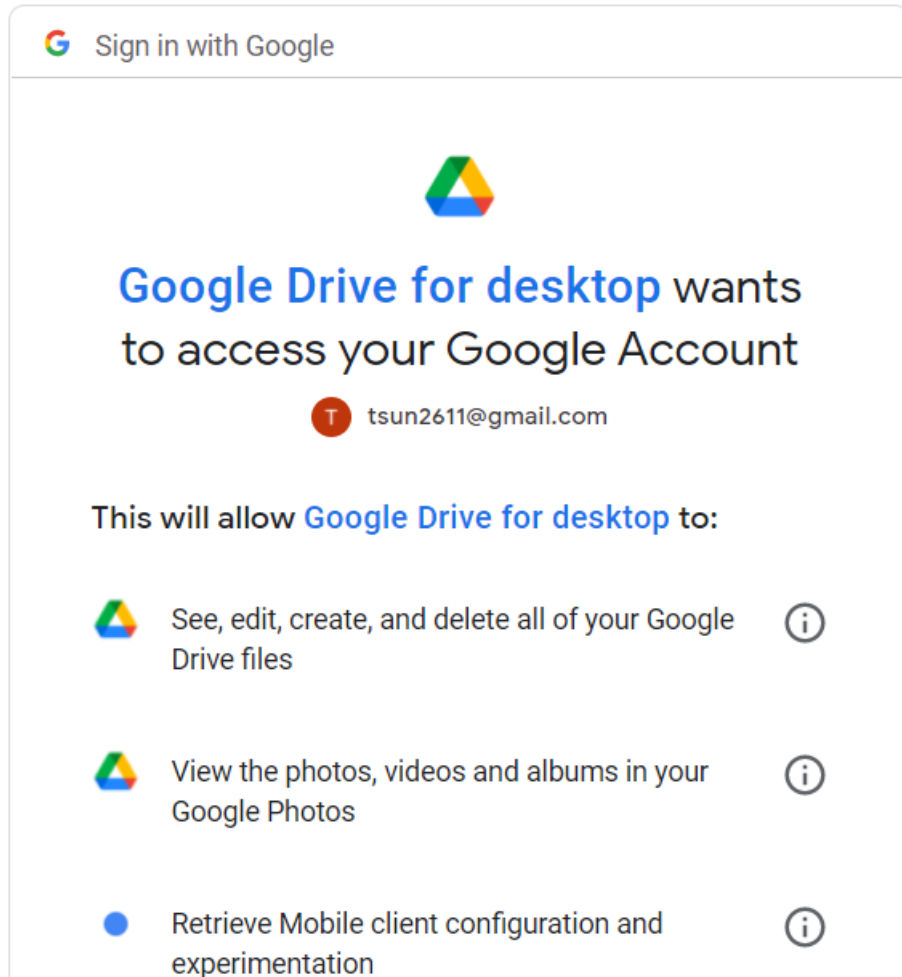 Sign in with Google
Google Drive for desktop wants
to access your Google Account
T tsun2611@gmail.com
This will allow Google Drive for desktop to:
See, edit, create, and delete all of your Google
Drive files
View the photos, videos and albums in your
Google Photos
Retrieve Mobile client configuration and
experimentation